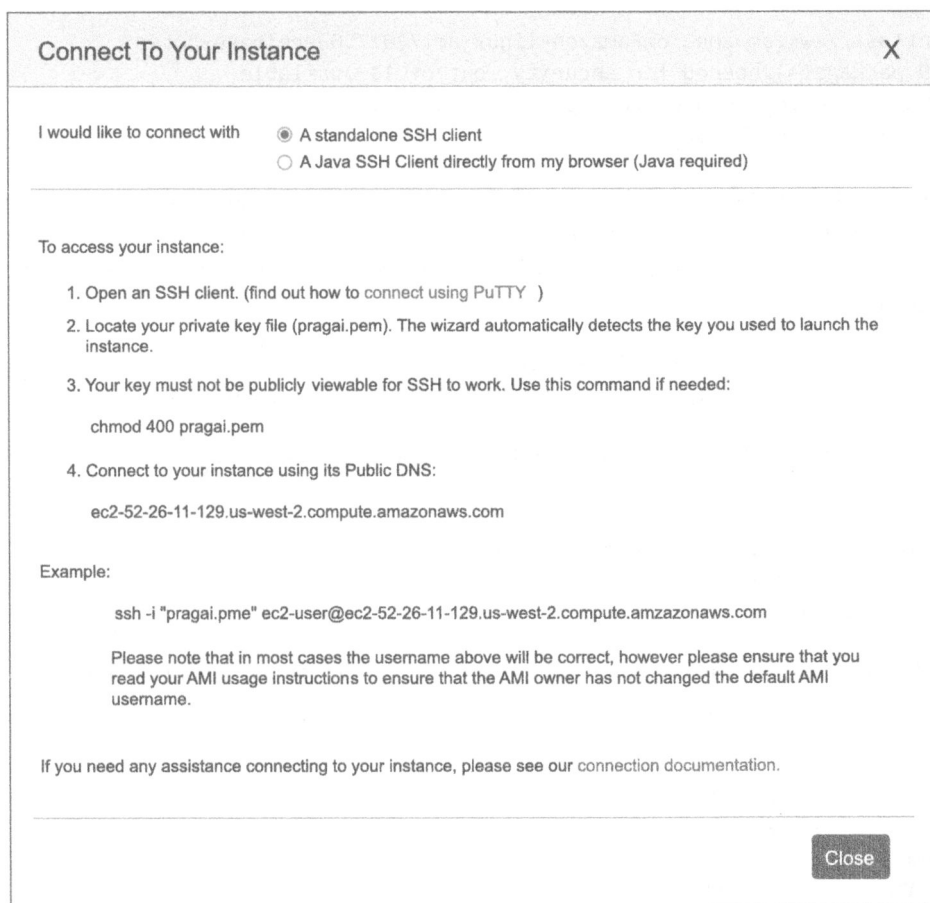 Connect To Your Instance X
I would like to connect with
A standalone SSH client
A Java SSH Client directly from my browser (Java required)
To access your instance:
1. Open an SSH client. (find out how to connect using PuTTY )
2. Locate your private key file (pragai.pem). The wizard automatically detects the key you used to launch the
instance.
3. Your key must not be publicly viewable for SSH to work. Use this command if needed:
chmod 400 pragai.pem
4. Connect to your instance using its Public DNS:
ec2-52-26-11-129.us-west-2.compute.amazonaws.com
Example:
ssh -i "pragai.pme" ec2-user@ec2-52-26-11-129.us-west-2.compute.amzazonaws.com
Please note that in most cases the username above will be correct, however please ensure that you
read your AMI usage instructions to ensure that the AMI owner has not changed the default AMI
username.
If you need any assistance connecting to your instance, please see our connection documentation.
Close